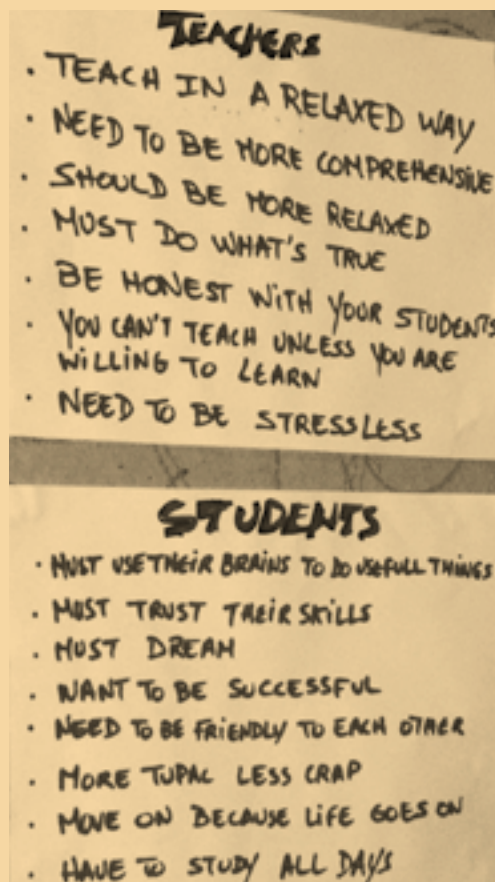 TEACHERS
• TEACH IN A RELAXED WAY
• NEED TO BE MORE COMPREHENSIVE
• SHOULD BE MORE RELAXED
• MUST DO WHAT'S TRUE
• BE HONEST WITH YOUR STUDENTS
• YOU CAN'T TEACH UNLESS YOU ARE
WILLING TO LEARN
• NEED TO BE STRESSLESS
STUDENTS
• MUST USE THEIR BRAINS TO DO USEFULL THINGS
• MUST TRUST THEIR SKILLS
• MUST DREAM
• WANT TO BE SUCCESSFUL
• NEED TO BE FRIENDLY TO EACH OTHER
• MORE TUPAC LESS CRAP
• MOVE ON BECAUSE LIFE GOES ON
• HAVE TO STUDY ALL DAYS